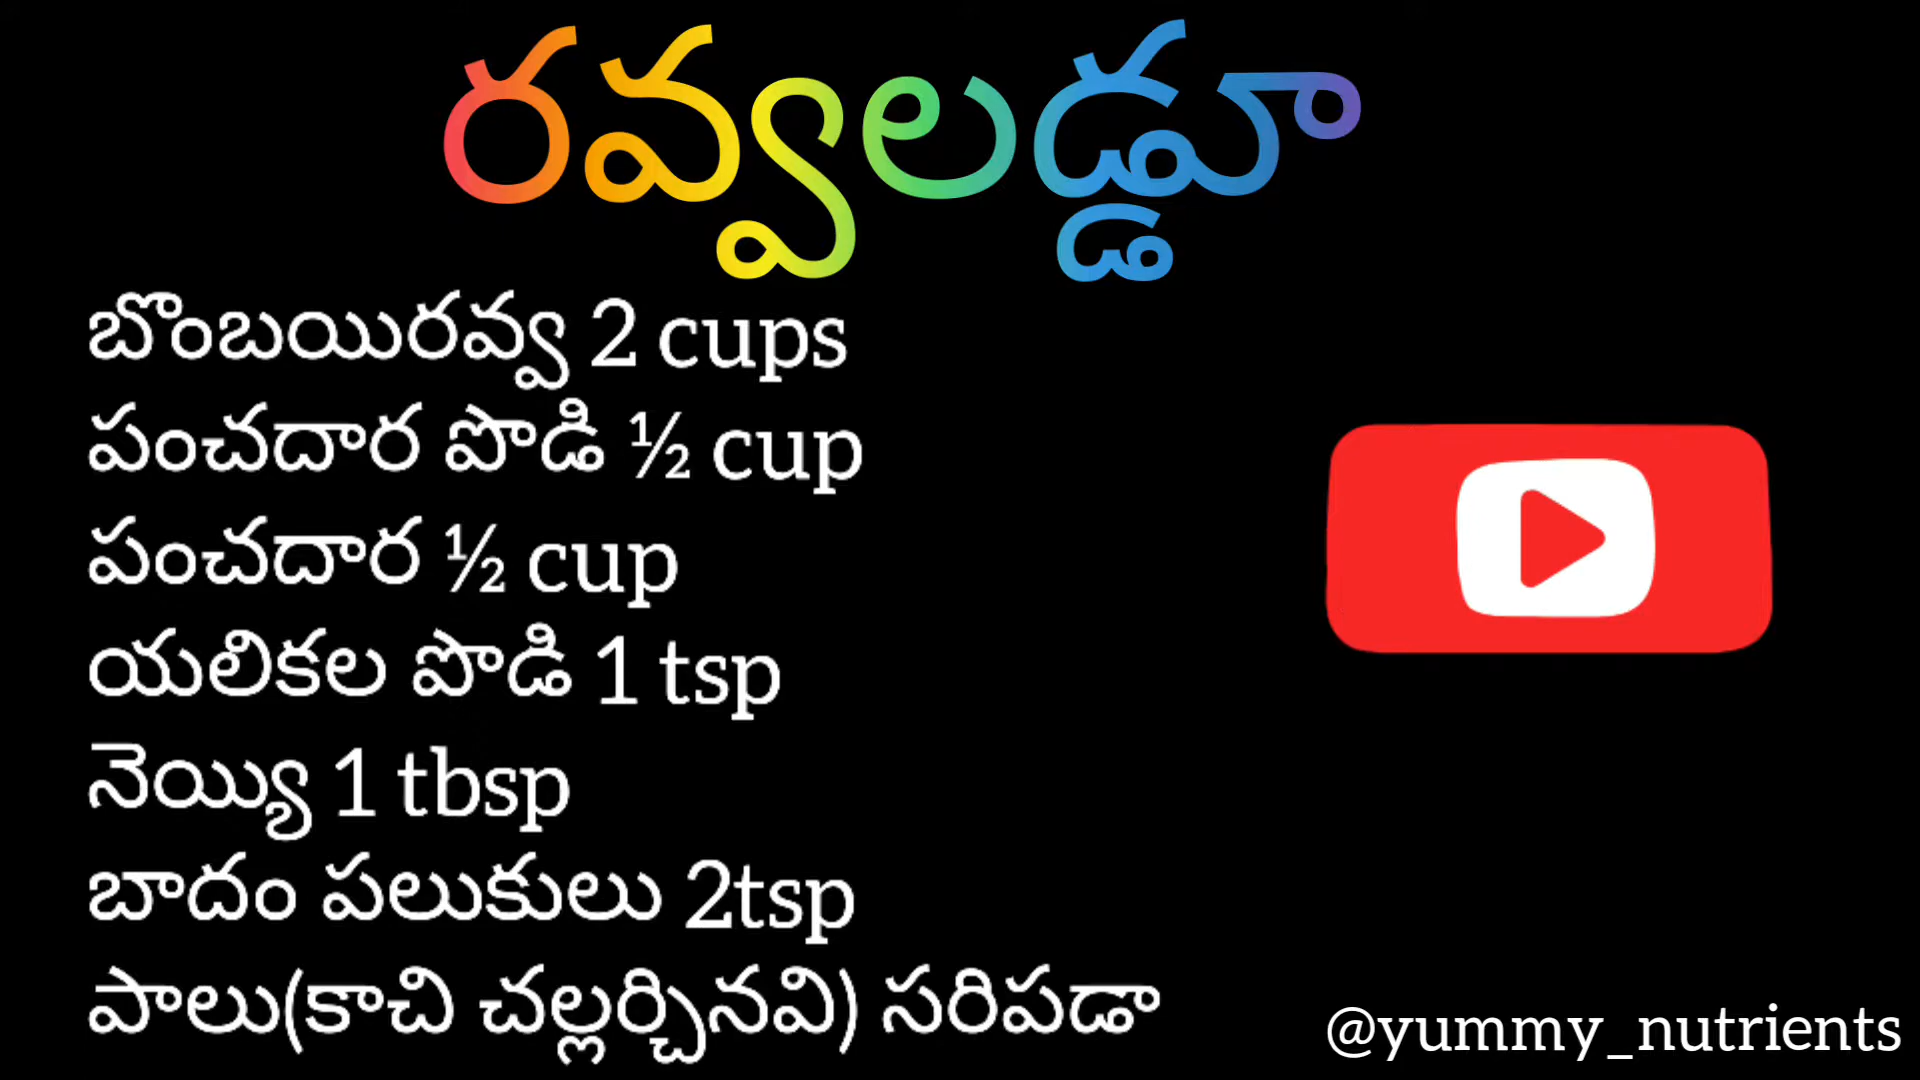 రవ్వలడ్డూ
బొంబయిరవ్వ 2 cups
పంచదార పొడి ½ cup
పంచదార ½ cup
యలికల పొడి 1 tsp
నెయ్యి 1 tbsp
బాదం పలుకులు 2tsp
పాలు(కాచి చల్లర్చినవి) సరిపడా
@yummy_nutrients